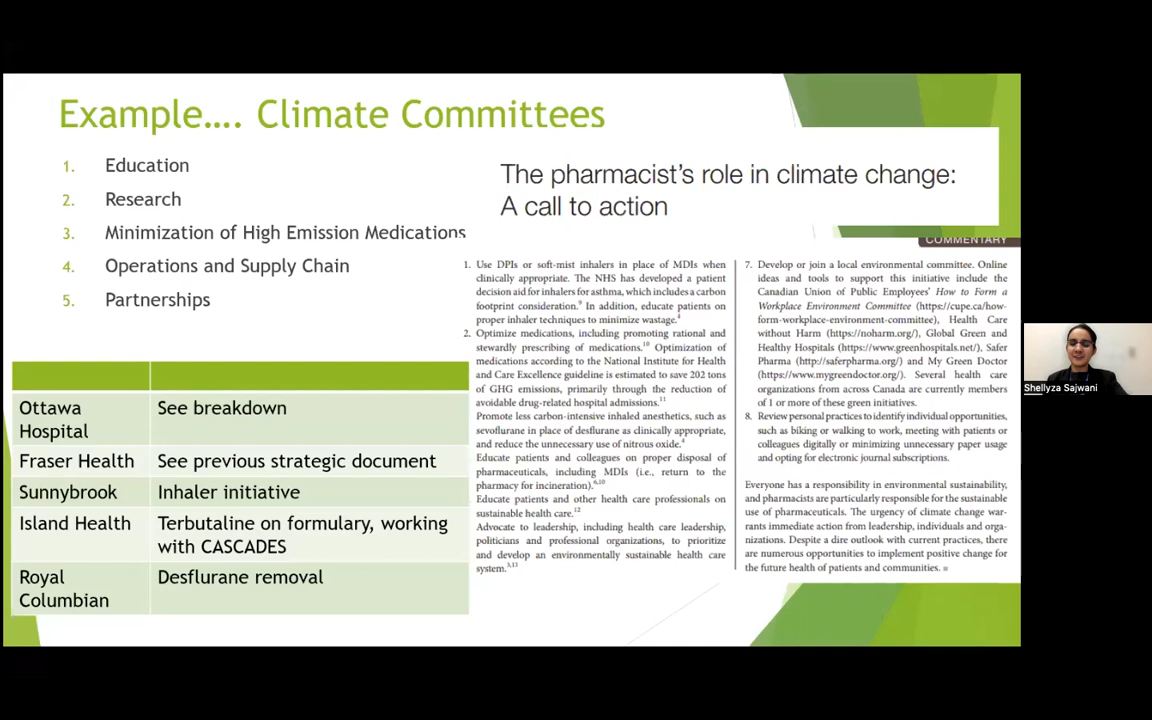 Example…. Climate Committees
1. Education
2. Research
3. Minimization of High Emission Medications
4. Operations and Supply Chain
5. Partnerships
Ottawa Hospital
See breakdown
Fraser Health
See previous strategic document
Sunnybrook
Inhaler initiative
Island Health
Terbutaline on formulary, working
with CASCADES
Royal
Columbian
Desflurane removal
The pharmacist's role in climate change:
A call to action
COMMENTARY
1. Use DPIs or soft-mist inhalers in place of MDIs when
clinically appropriate. The NHS has developed a patient
decision aid for inhalers for asthma, which includes a carbon
footprint consideration.9 In addition, educate patients on
proper inhaler techniques to minimize wastage.4
2. Optimize medications, including promoting rational and
stewardly prescribing of medications.10 Optimization of
medications according to the National Institute for Health
and Care Excellence guideline is estimated to save 202 tons
of GHG emissions, primarily through the reduction of
avoidable drug-related hospital admissions.11
Promote less carbon-intensive inhaled anesthetics, such as
sevoflurane in place of desflurane as clinically appropriate,
and reduce the unnecessary use of nitrous oxide.4
Educate patients and colleagues on proper disposal of
pharmaceuticals, including MDIs (i.e., return to the
pharmacy for incineration).6,10
Educate patients and other health care professionals on
sustainable health care.12
Advocate to leadership, including health care leadership,
politicians and professional organizations, to prioritize
and develop an environmentally sustainable health care
system.3,13
7. Develop or join a local environmental committee. Online
ideas and tools to support this initiative include the
Canadian Union of Public Employees' How to Form a
Workplace Environment Committee (https://cupe.ca/how-
form-workplace-environment-committee), Health Care
without Harm (https://noharm.org/), Global Green and
Healthy Hospitals (https://www.greenhospitals.net/), Safer
Pharma (http://saferpharma.org/) and My Green Doctor
(https://www.mygreendoctor.org/). Several health care
organizations from across Canada are currently members
of 1 or more of these green initiatives.
8. Review personal practices to identify individual opportunities,
such as biking or walking to work, meeting with patients or
colleagues digitally or minimizing unnecessary paper usage
and opting for electronic journal subscriptions.
Everyone has a responsibility in environmental sustainability,
and pharmacists are particularly responsible for the sustainable
use of pharmaceuticals. The urgency of climate change war-
rants immediate action from leadership, individuals and orga-
nizations. Despite a dire outlook with current practices, there
are numerous opportunities to implement positive change for
the future health of patients and communities.
Shellyza Sajwani